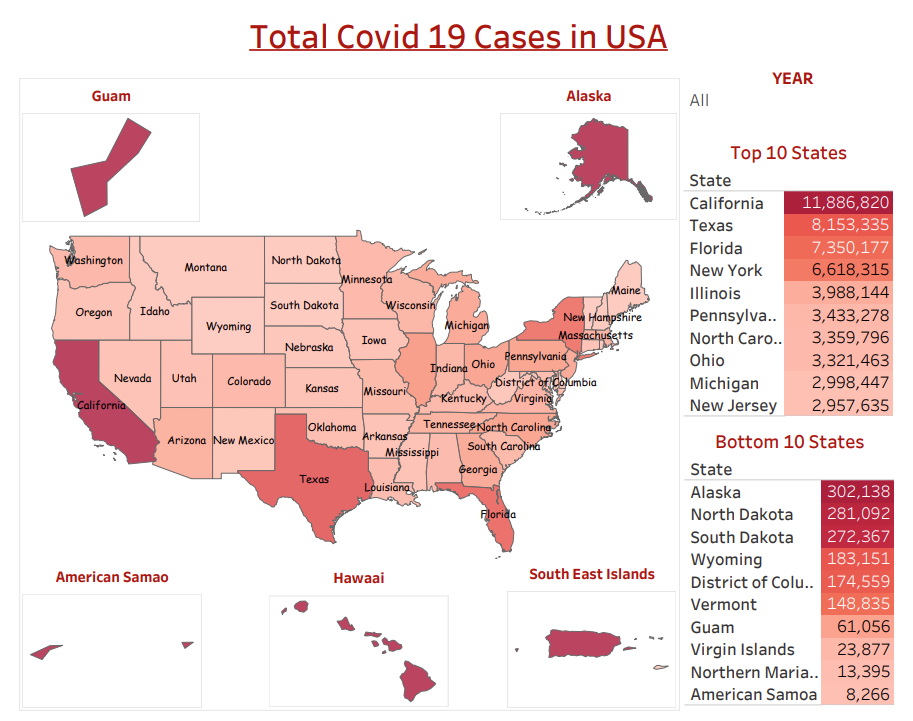 Total Covid 19 Cases in USA
Guam
Alaska
Washington
Montana
North Dakota
Minnesota
Maine
Oregon
Idaho
South Dakota
Wisconsin
Wyoming
Michigan
New Hampshire
Massachusetts
Nebraska
Iowa
Nevada
Utah
Colorado
Kansas
Missouri
Indiana
Ohio
Pennsylvania
District of Columbia
Kentucky
Virginia
California
Arizona
New Mexico
Oklahoma
Arkansas
Tennessee
North Carolina
Mississippi
South Carolina
Georgia
Texas
Louisiana
Florida
American Samao
Hawaai
South East Islands
YEAR
All
Top 10 States
State
California 11,886,820
Texas 8,153,335
Florida 7,350,177
New York 6,618,315
Illinois 3,988,144
Pennsylva.. 3,433,278
North Caro.. 3,359,796
Ohio 3,321,463
Michigan 2,998,447
New Jersey 2,957,635
Bottom 10 States
State
Alaska 302,138
North Dakota 281,092
South Dakota 272,367
Wyoming 183,151
District of Colu.. 174,559
Vermont 148,835
Guam 61,056
Virgin Islands 23,877
Northern Maria.. 13,395
American Samoa 8,266